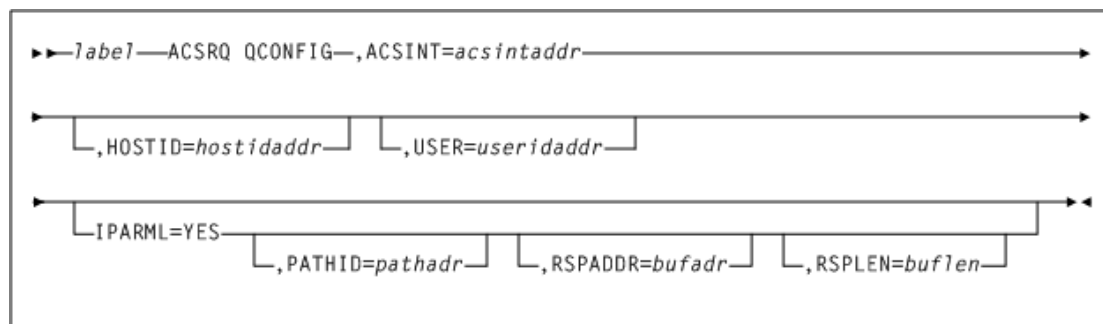 label ACSRQ QCONFIG ,ACSINT=acsintaddr
,HOSTID=hostidaddr ,USER=useridaddr
IPARML=YES
,PATHID=pathadr ,RSPADDR=bufadr ,RSPLEN=buflen